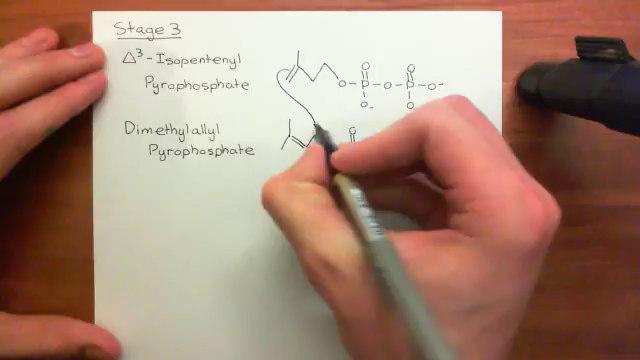 Stage 3
Δ³-Isopentenyl
Pyrophosphate
O
O
O-P-O-P-O-
O-
O
Dimethylallyl
Pyrophosphate
O